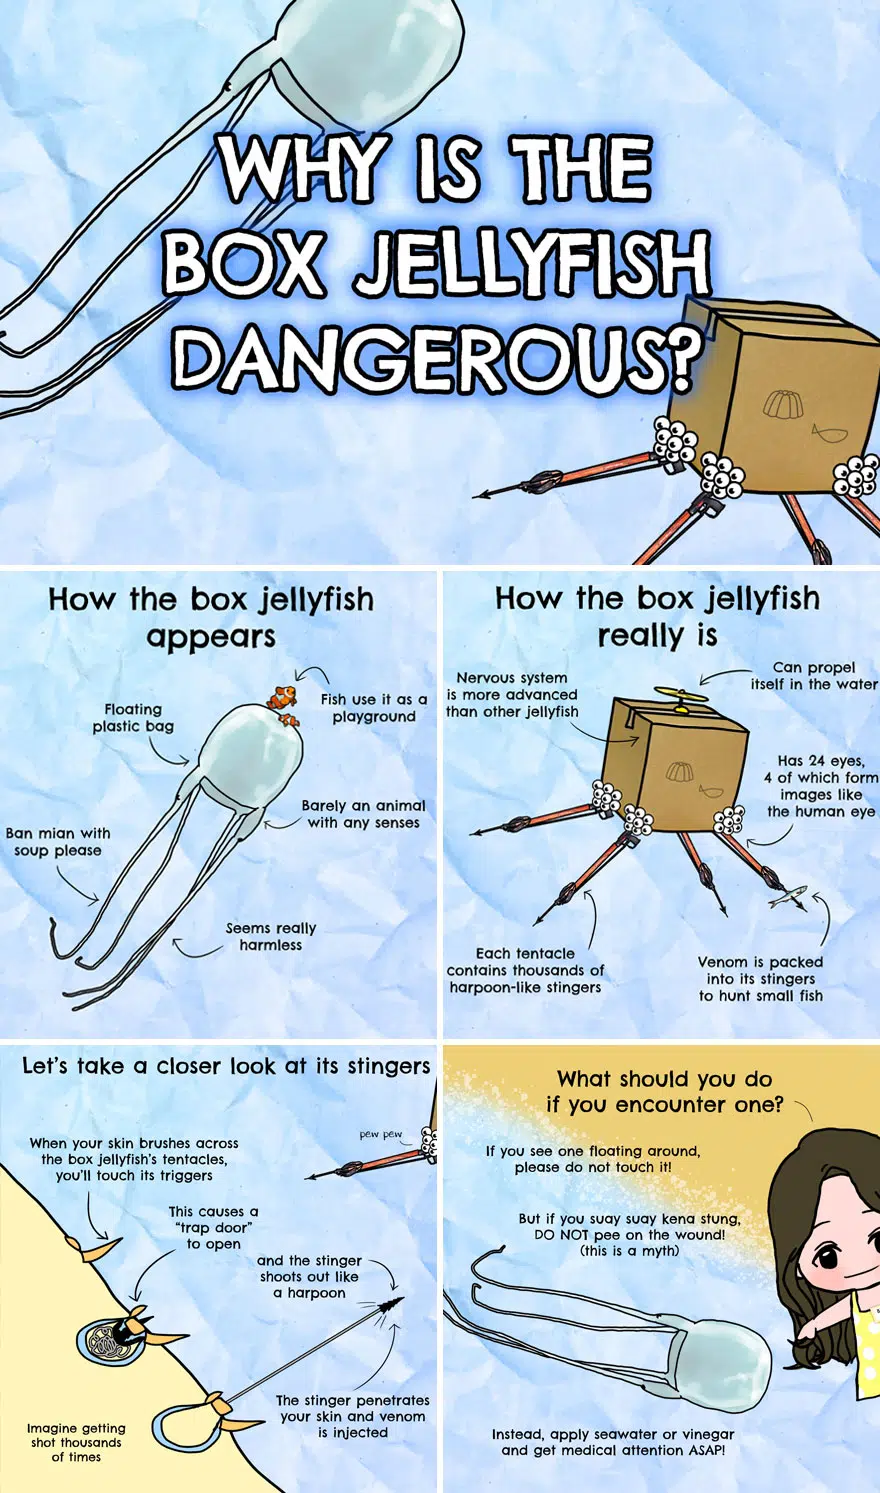 WHY IS THE
BOX JELLYFISH
DANGEROUS?
How the box jellyfish
appears
Fish use it as a
playground
Floating
plastic bag
Barely an animal
with any senses
Ban mian with
soup please
Seems really
harmless
How the box jellyfish
really is
Can propel
itself in the water
Nervous system
is more advanced
than other jellyfish
Has 24 eyes,
4 of which form
images like
the human eye
Each tentacle
contains thousands of
harpoon-like stingers
Venom is packed
into its stingers
to hunt small fish
Let's take a closer look at its stingers
pew pew
When your skin brushes across
the box jellyfish's tentacles,
you'll touch its triggers
This causes a
"trap door"
to open
and the stinger
shoots out like
a harpoon
The stinger penetrates
your skin and venom
is injected
Imagine getting
shot thousands
of times
What should you do
if you encounter one?
If you see one floating around,
please do not touch it!
But if you suay suay kena stung,
DO NOT pee on the wound!
(this is a myth)
Instead, apply seawater or vinegar
and get medical attention ASAP!